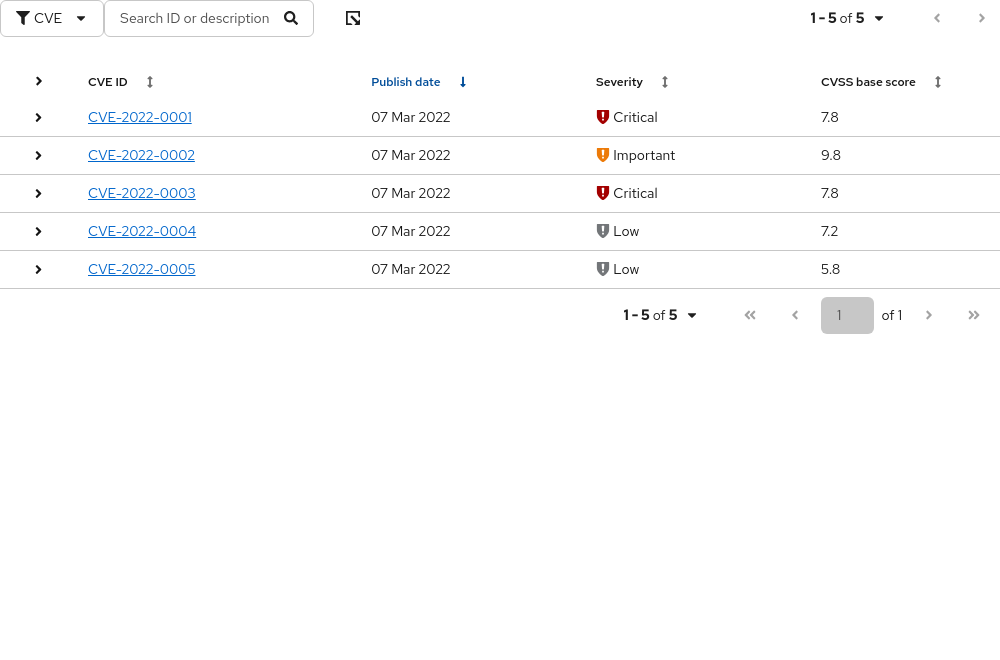 CVE Search ID or description 1 - 5 of 5
CVE ID Publish date Severity CVSS base score
CVE-2022-0001 07 Mar 2022 Critical 7.8
CVE-2022-0002 07 Mar 2022 Important 9.8
CVE-2022-0003 07 Mar 2022 Critical 7.8
CVE-2022-0004 07 Mar 2022 Low 7.2
CVE-2022-0005 07 Mar 2022 Low 5.8
1 - 5 of 5 1 of 1